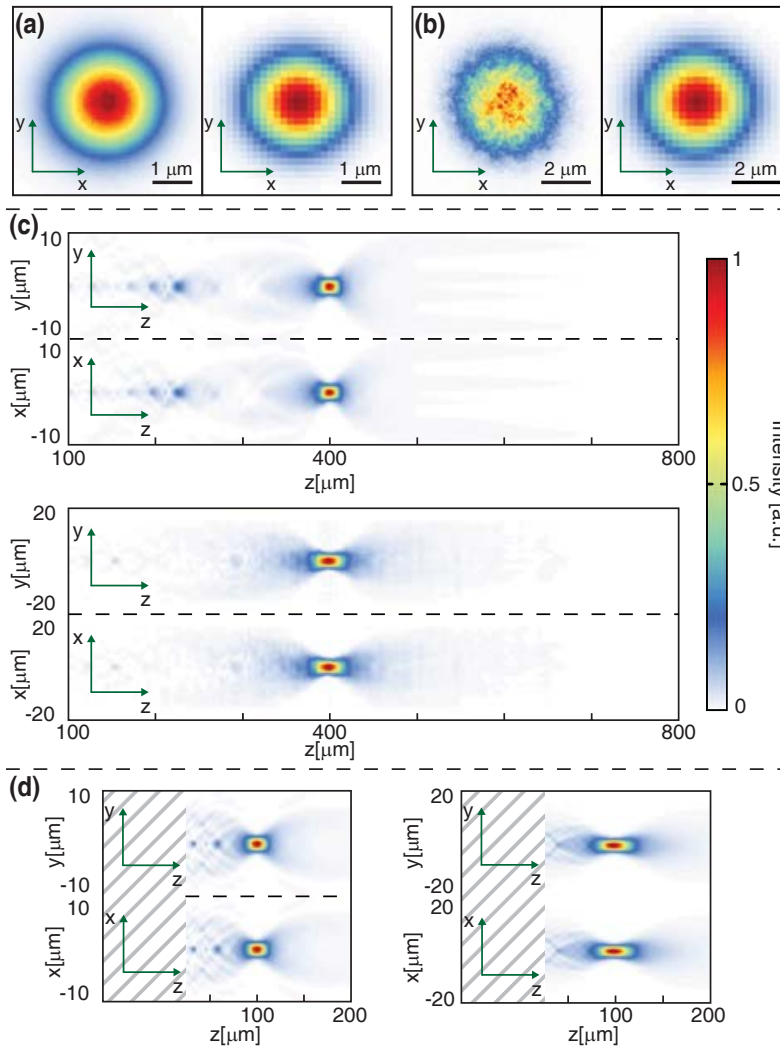 (a)
y
x
1 μm
y
x
1 μm
(b)
y
x
2 μm
y
x
2 μm
(c)
10
y[μm]
-10
y
z
10
x[μm]
-10
x
z
100
400
800
z[μm]
20
y[μm]
-20
y
z
20
x[μm]
-20
x
z
100
400
800
z[μm]
1
0.5
0
Intensity [a.u.]
(d)
10
y[μm]
-10
y
z
10
x[μm]
-10
x
z
100
200
z[μm]
20
y[μm]
-20
y
z
20
x[μm]
-20
x
z
100
200
z[μm]